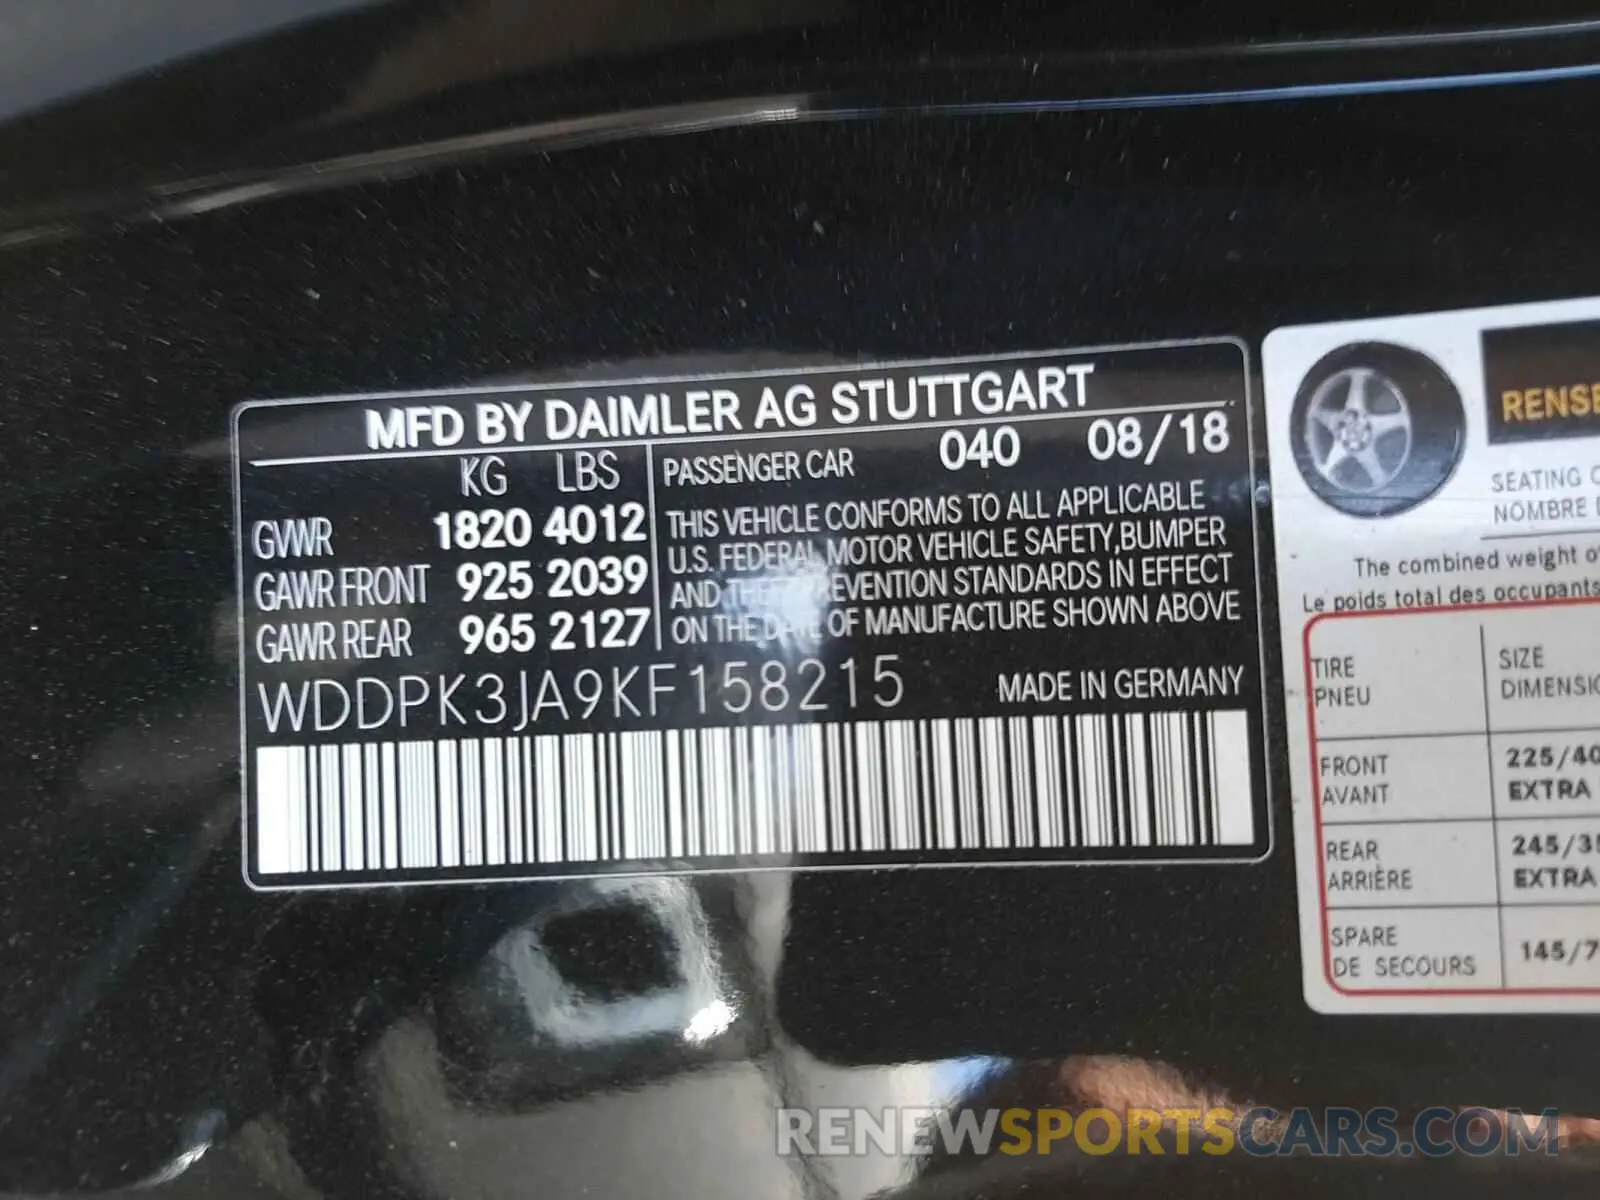 MFD BY DAIMLER AG STUTTGART
KG LBS
GVWR 1820 4012
GAWR FRONT 925 2039
GAWR REAR 965 2127
PASSENGER CAR 040 08/18
THIS VEHICLE CONFORMS TO ALL APPLICABLE
U.S. FEDERAL MOTOR VEHICLE SAFETY,BUMPER
AND THEFT PREVENTION STANDARDS IN EFFECT
ON THE DATE OF MANUFACTURE SHOWN ABOVE
WDDPK3JA9KF158215 MADE IN GERMANY
RENSE
SEATING
NOMBRE
The combined weight
Le poids total des occupants
TIRE SIZE
PNEU DIMENSIO
FRONT 225/40
AVANT EXTRA
REAR 245/35
ARRIÈRE EXTRA
SPARE 145/7
DE SECOURS
RENEWSPORTSCARS.COM